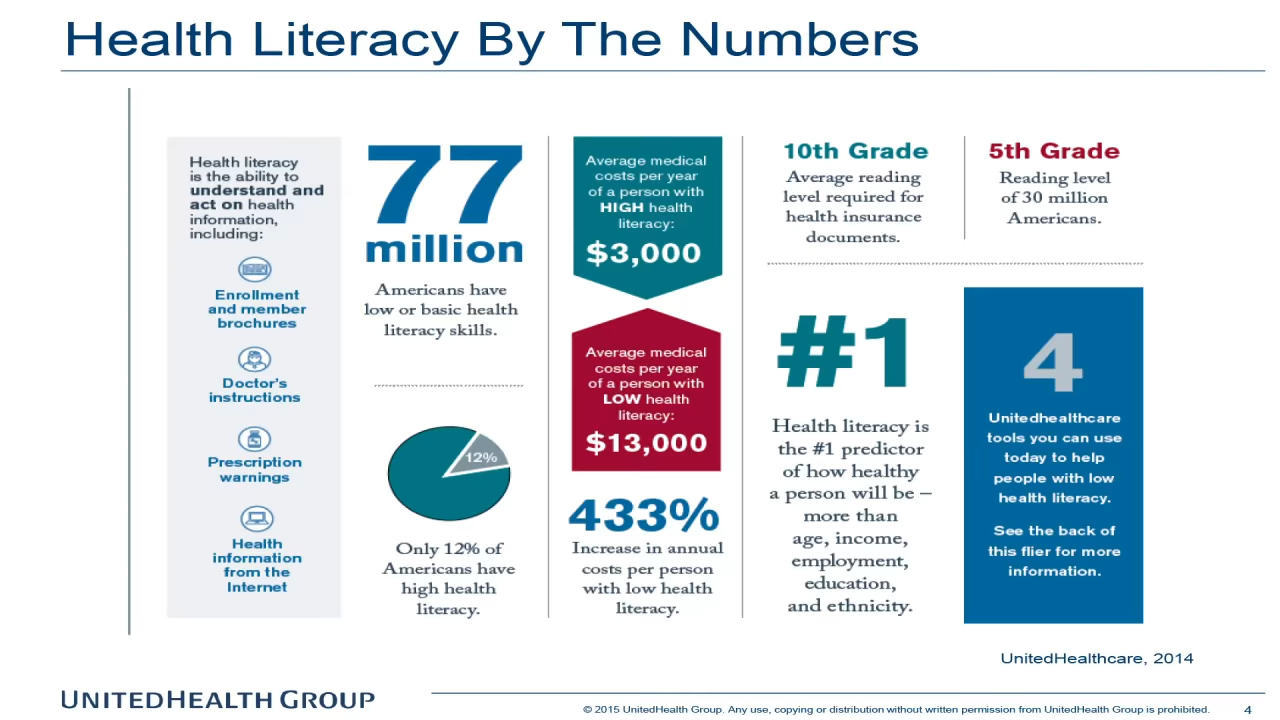 Health Literacy By The Numbers
Health literacy
is the ability to
understand and
act on health
information,
including:
Enrollment
and member
brochures
Doctor's
instructions
Prescription
warnings
Health
information
from the
Internet
77
million
Americans have
low or basic health
literacy skills.
12%
Only 12% of
Americans have
high health
literacy.
Average medical
costs per year
of a person with
HIGH health
literacy:
$3,000
Average medical
costs per year
of a person with
LOW health
literacy:
$13,000
433%
Increase in annual
costs per person
with low health
literacy.
10th Grade
Average reading
level required for
health insurance
documents.
5th Grade
Reading level
of 30 million
Americans.
#1
Health literacy is
the #1 predictor
of how healthy
a person will be –
more than
age, income,
employment,
education,
and ethnicity.
4
Unitedhealthcare
tools you can use
today to help
people with low
health literacy.
See the back of
this flier for more
information.
UnitedHealthcare, 2014
UNITEDHEALTH GROUP
© 2015 UnitedHealth Group. Any use, copying or distribution without written permission from UnitedHealth Group is prohibited.
4